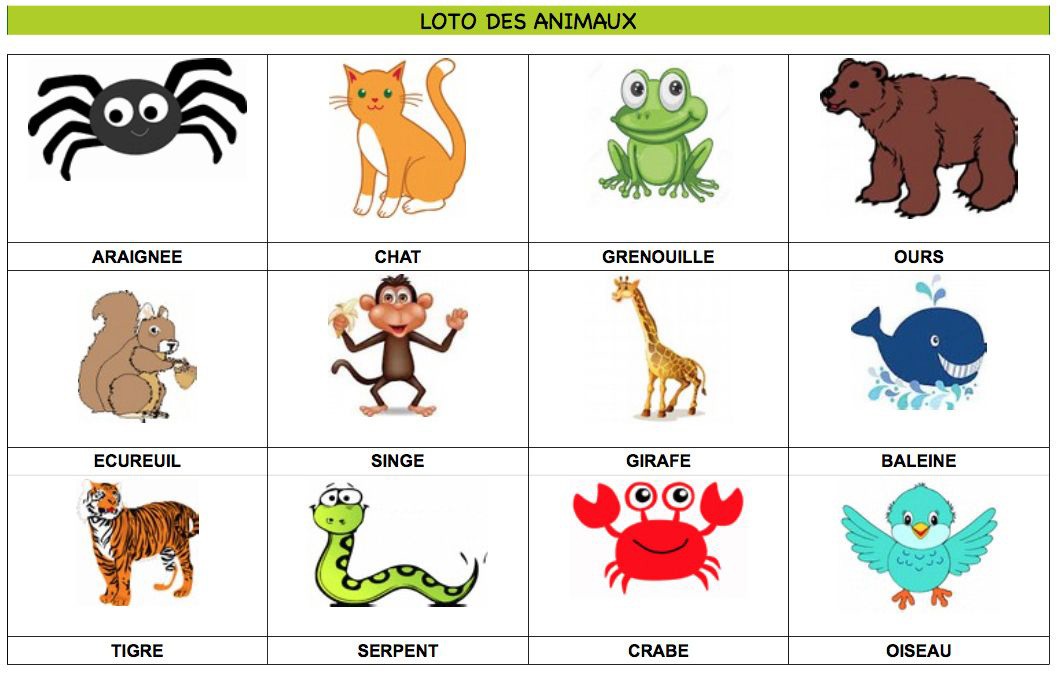 LOTO DES ANIMAUX
ARAIGNEE CHAT GRENOUILLE OURS
ECUREUIL SINGE GIRAFE BALEINE
TIGRE SERPENT CRABE OISEAU